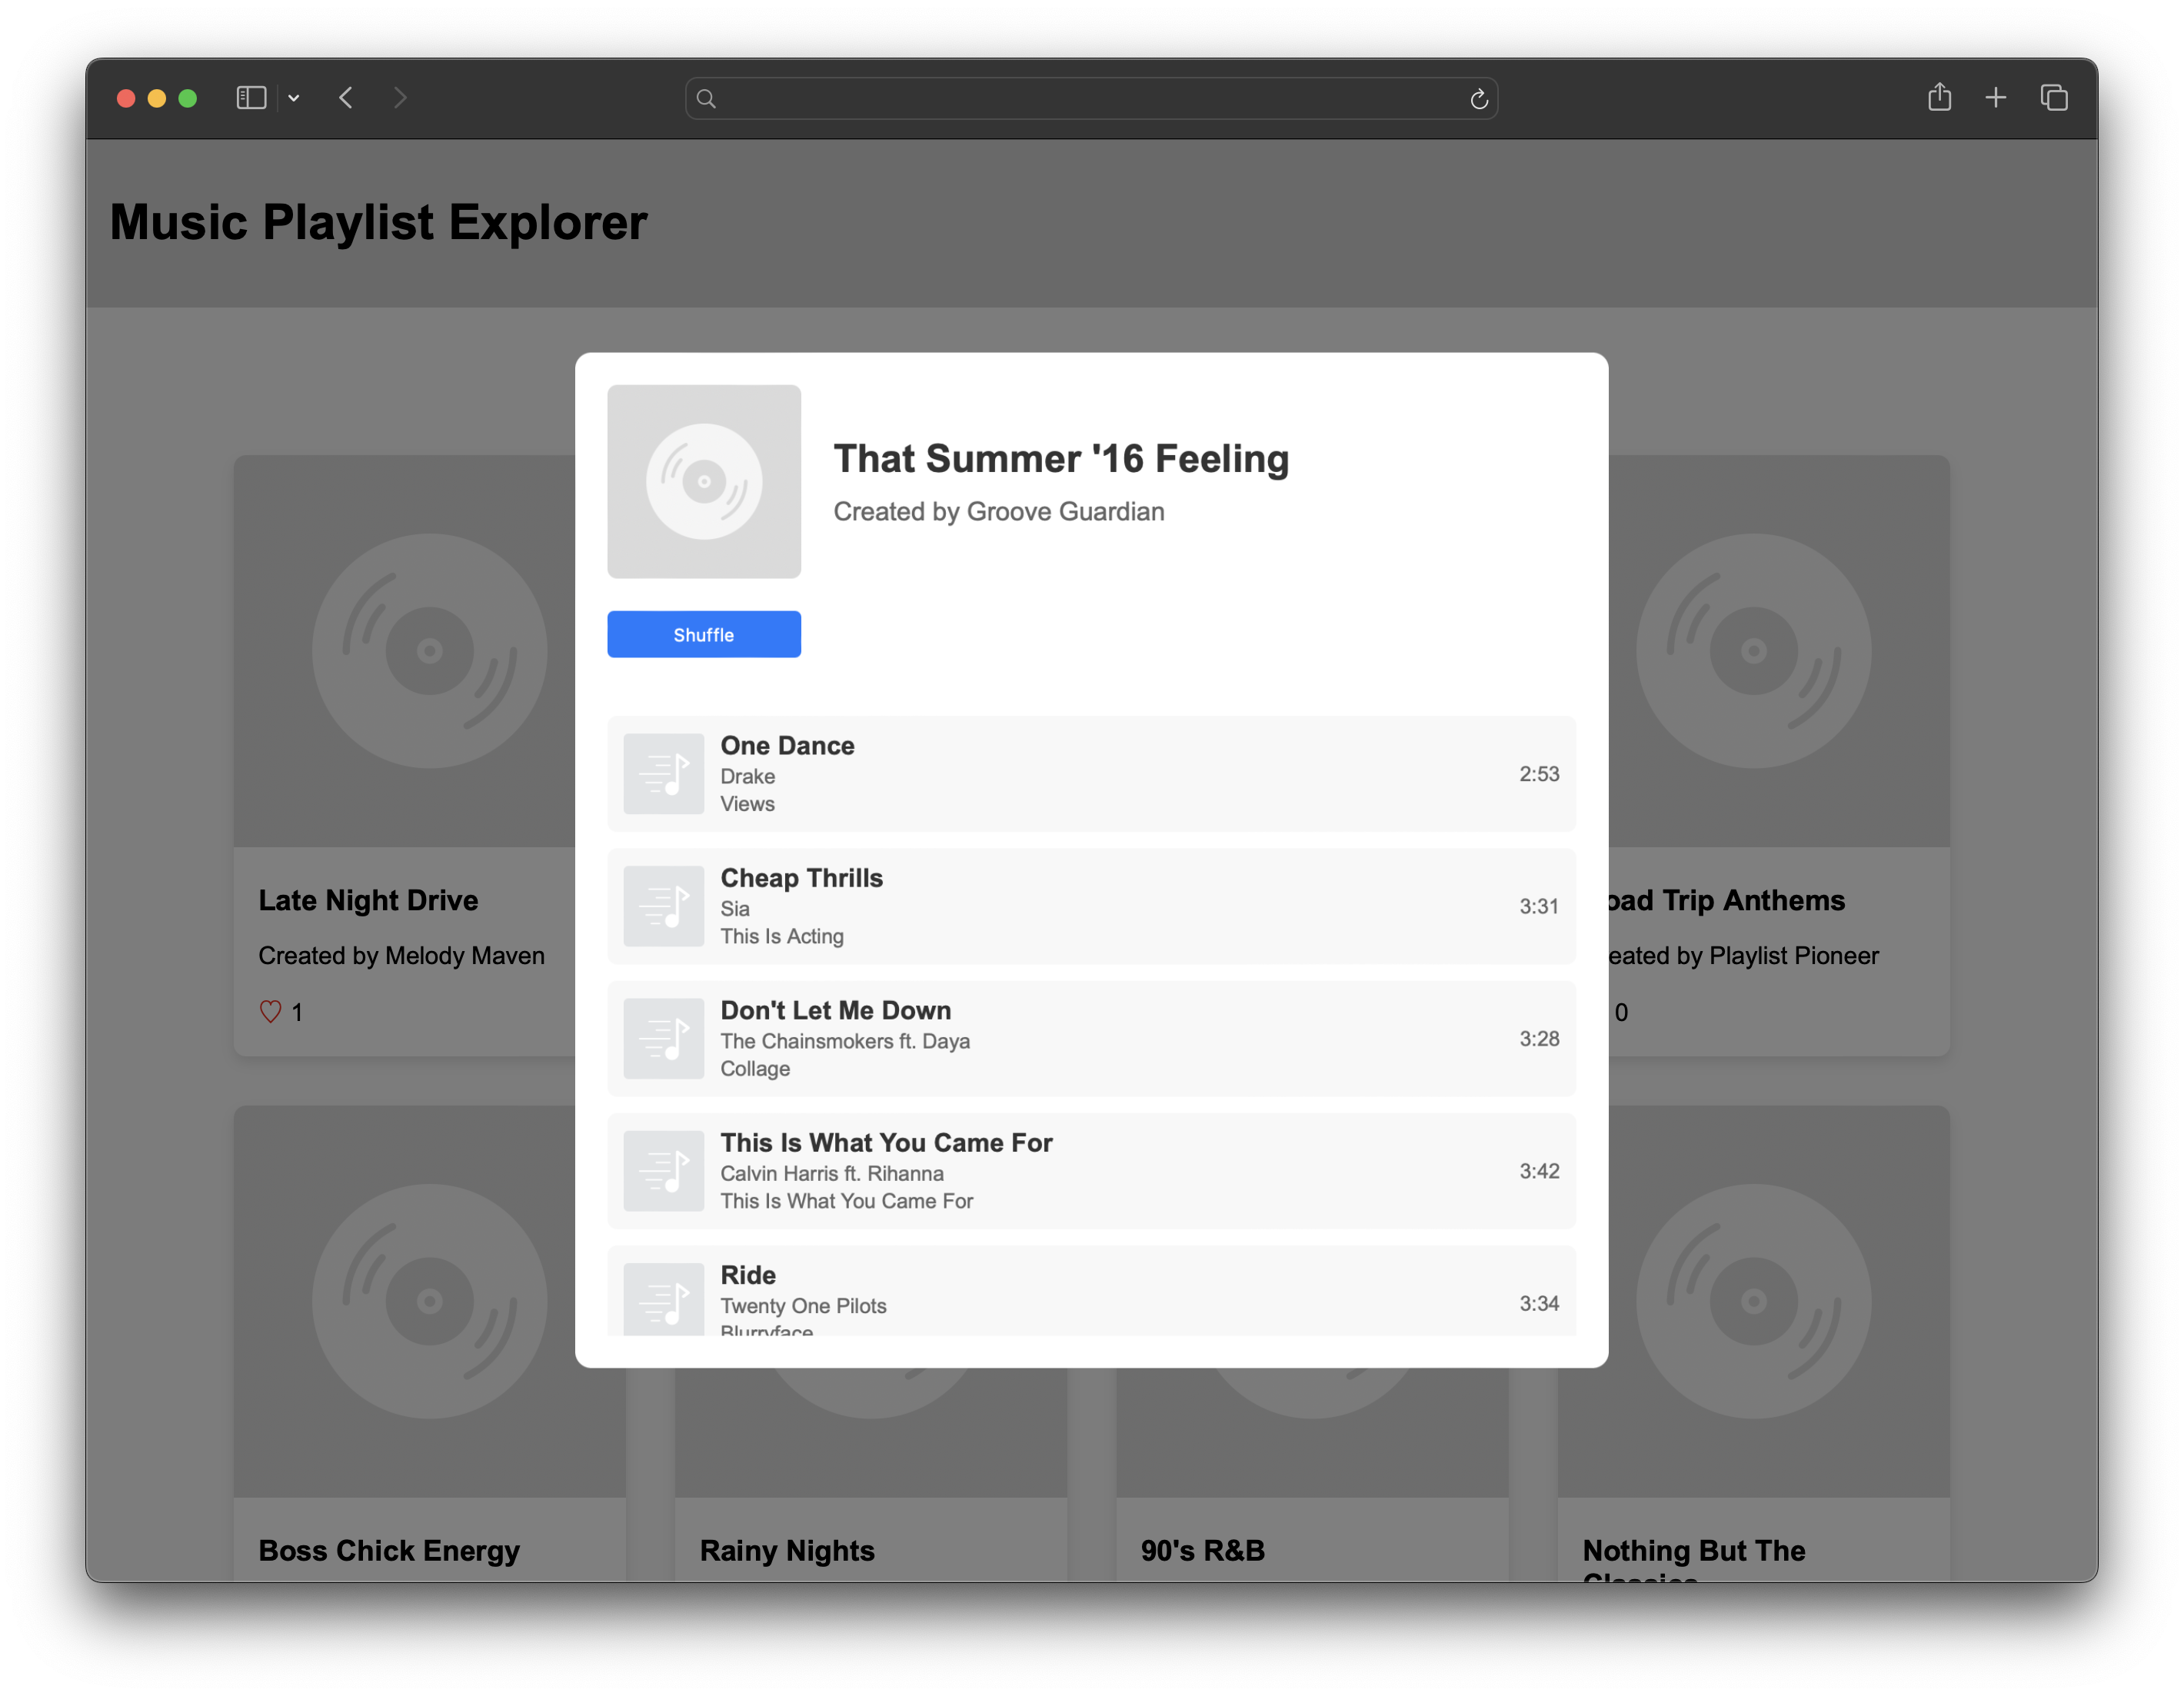 Music Playlist Explorer
That Summer '16 Feeling
Created by Groove Guardian
Shuffle
One Dance
Drake
Views
2:53
Cheap Thrills
Sia
This Is Acting
3:31
Don't Let Me Down
The Chainsmokers ft. Daya
Collage
3:28
This Is What You Came For
Calvin Harris ft. Rihanna
This Is What You Came For
3:42
Ride
Twenty One Pilots
Blurryface
3:34
Late Night Drive
Created by Melody Maven
♡ 1
oad Trip Anthems
eated by Playlist Pioneer
0
Boss Chick Energy
Rainy Nights
90's R&B
Nothing But The
Classics